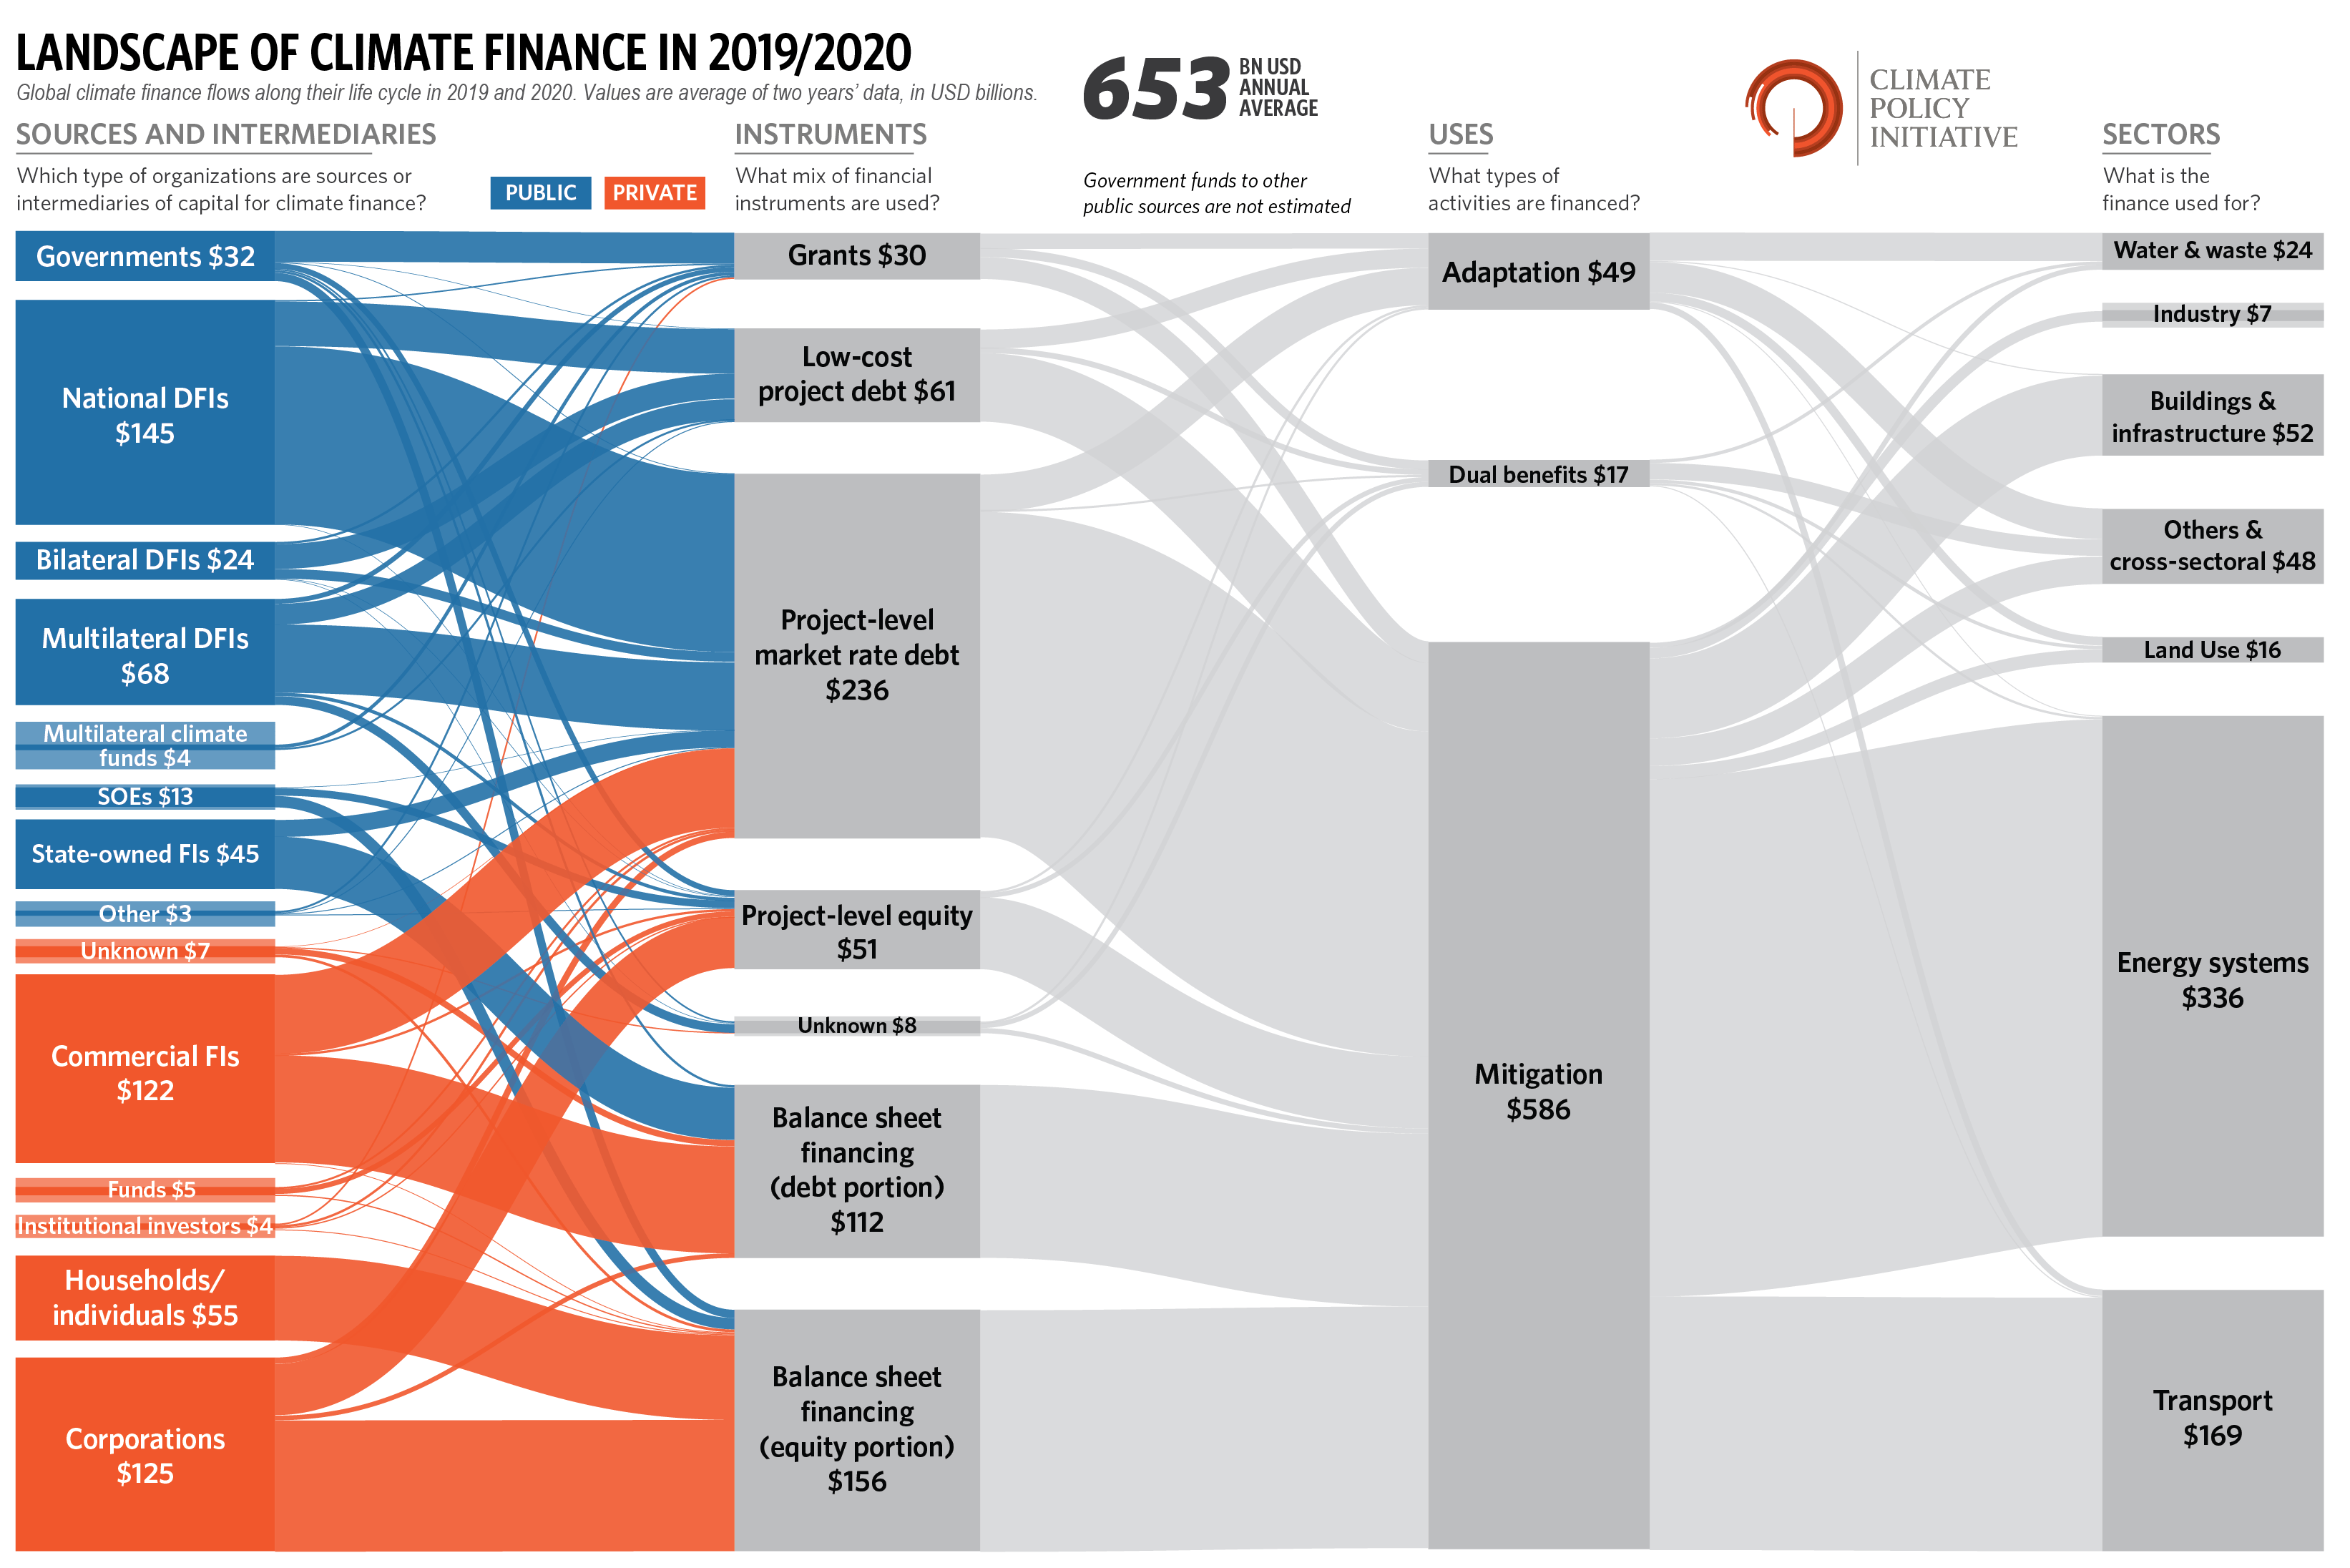 LANDSCAPE OF CLIMATE FINANCE IN 2019/2020
Global climate finance flows along their life cycle in 2019 and 2020. Values are average of two years’ data, in USD billions.
653
BN USD
ANNUAL
AVERAGE
CLIMATE
POLICY
INITIATIVE
SOURCES AND INTERMEDIARIES
Which type of organizations are sources or
intermediaries of capital for climate finance?
PUBLIC
PRIVATE
INSTRUMENTS
What mix of financial
instruments are used?
Government funds to other
public sources are not estimated
USES
What types of
activities are financed?
SECTORS
What is the
finance used for?
Governments $32
National DFIs
$145
Bilateral DFIs $24
Multilateral DFIs
$68
Multilateral climate
funds $4
SOEs $13
State-owned FIs $45
Other $3
Unknown $7
Commercial FIs
$122
Funds $5
Institutional investors $4
Households/
individuals $55
Corporations
$125
Grants $30
Low-cost
project debt $61
Project-level
market rate debt
$236
Project-level equity
$51
Unknown $8
Balance sheet
financing
(debt portion)
$112
Balance sheet
financing
(equity portion)
$156
Adaptation $49
Dual benefits $17
Mitigation
$586
Water & waste $24
Industry $7
Buildings &
infrastructure $52
Others &
cross-sectoral $48
Land Use $16
Energy systems
$336
Transport
$169